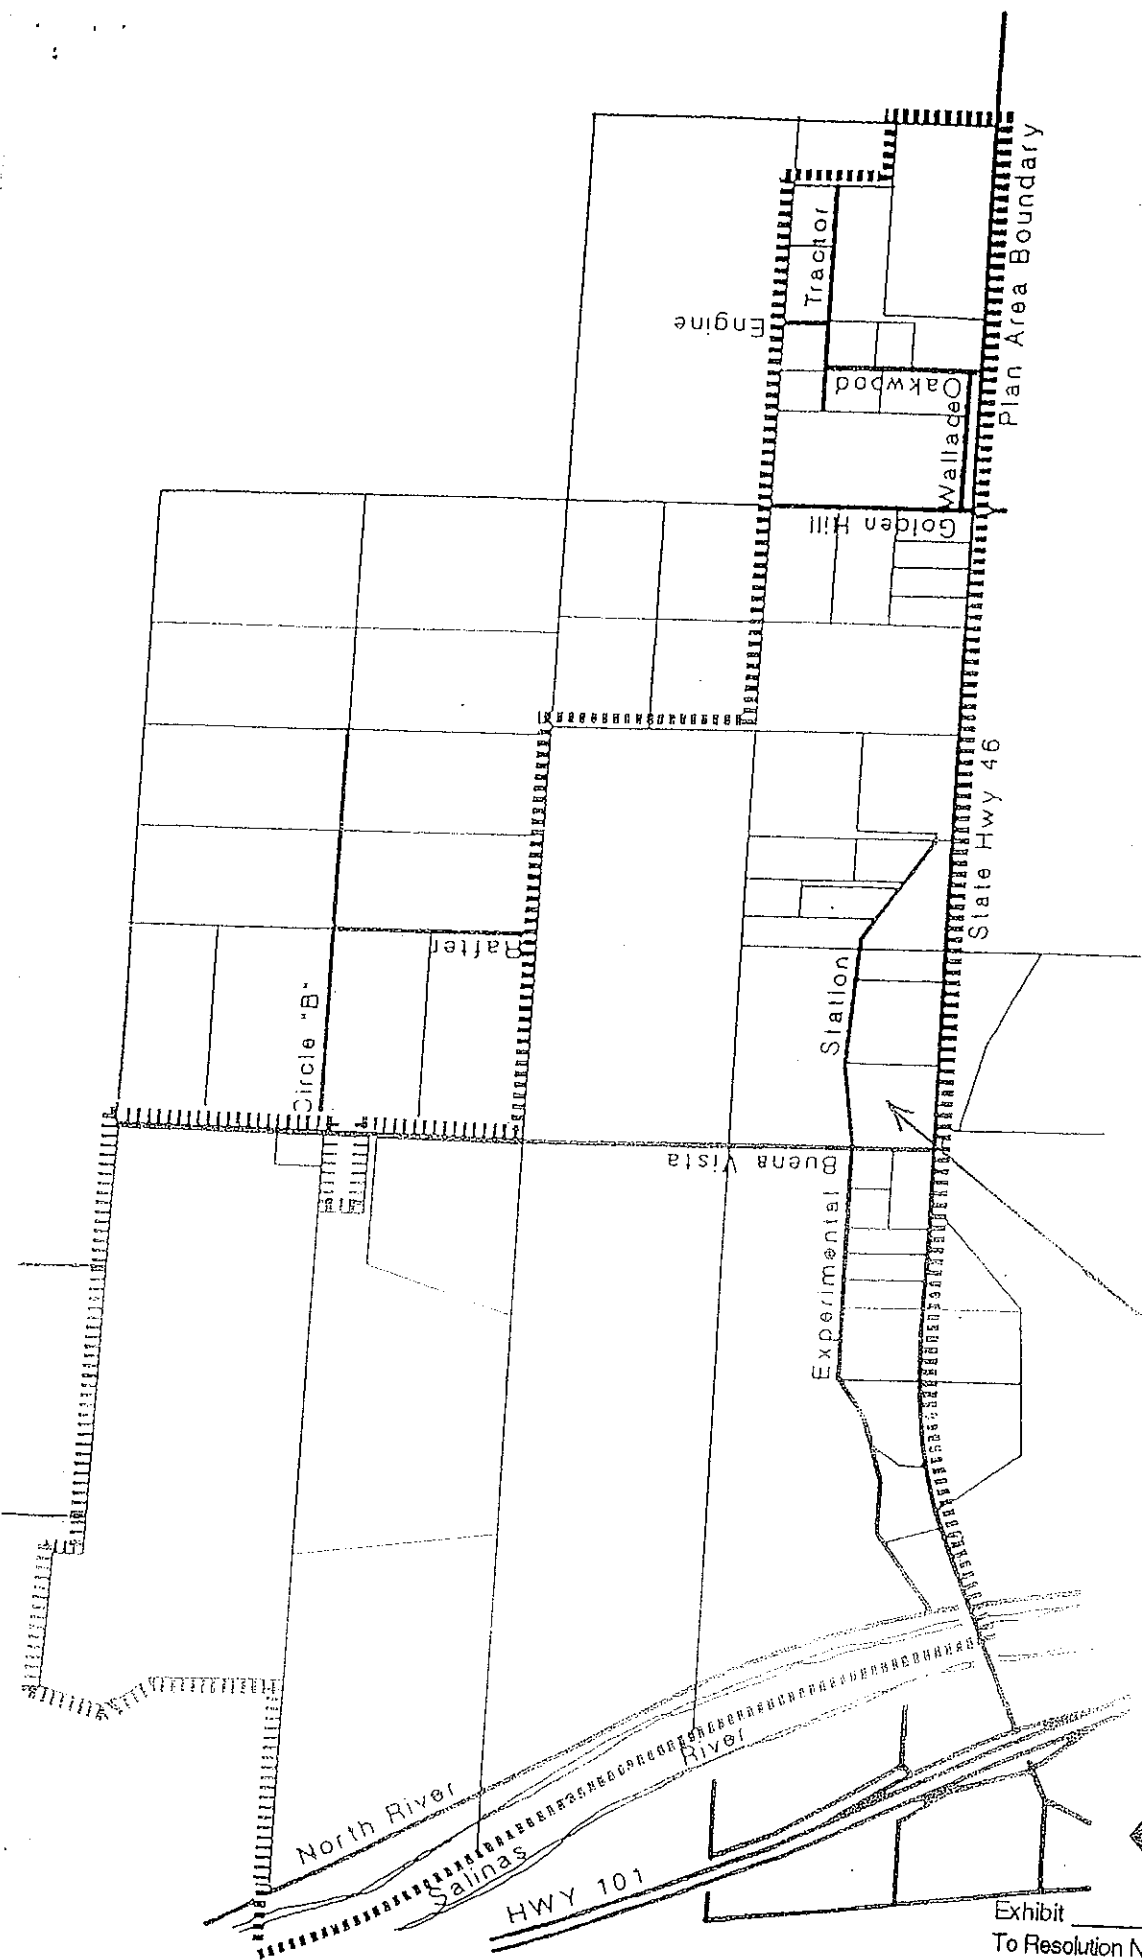 Plan Area Boundary
Tractor
Engine
Oakwood
Wallace
Golden Hill
State Hwy 46
Rafter
Circle "B"
Station
Buena Vista
Experimental
North River
Salinas
River
HWY 101
Exhibit
To Resolution N